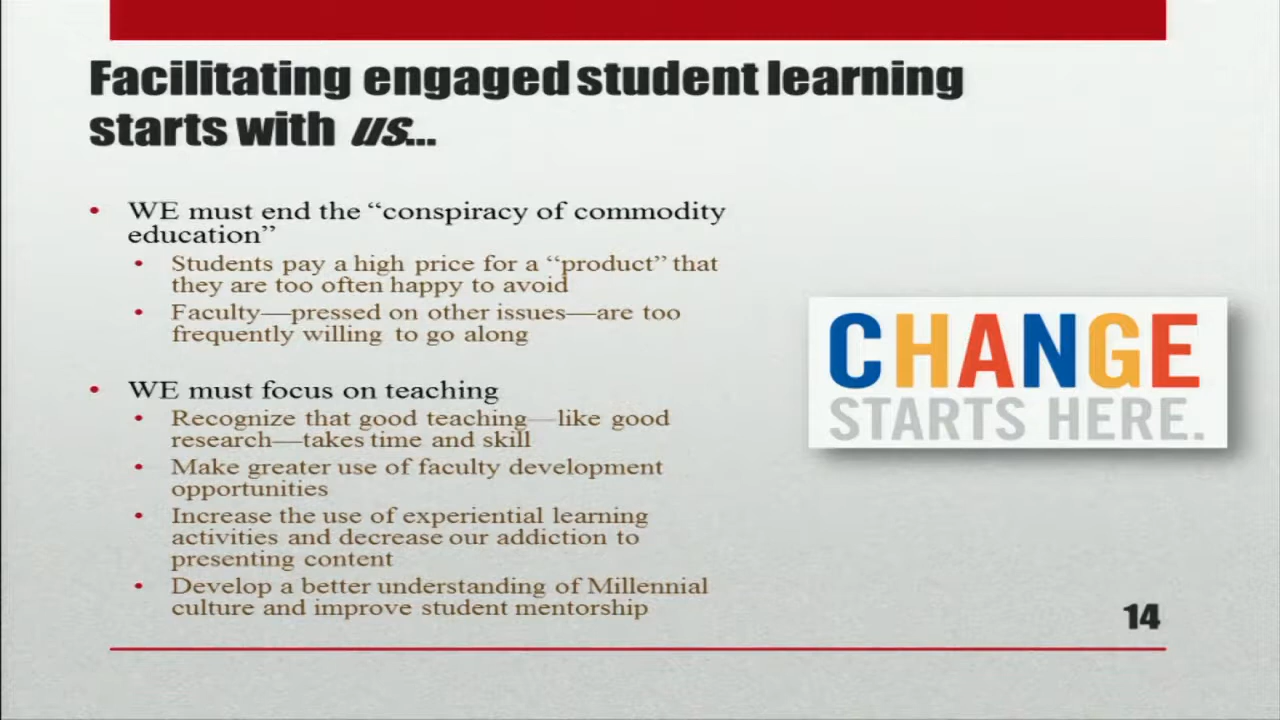 Facilitating engaged student learning
starts with us...
• WE must end the “conspiracy of commodity
education”
• Students pay a high price for a “product” that
they are too often happy to avoid
• Faculty—pressed on other issues—are too
frequently willing to go along
• WE must focus on teaching
• Recognize that good teaching—like good
research—takes time and skill
• Make greater use of faculty development
opportunities
• Increase the use of experiential learning
activities and decrease our addiction to
presenting content
• Develop a better understanding of Millennial
culture and improve student mentorship
CHANGE
STARTS HERE.
14